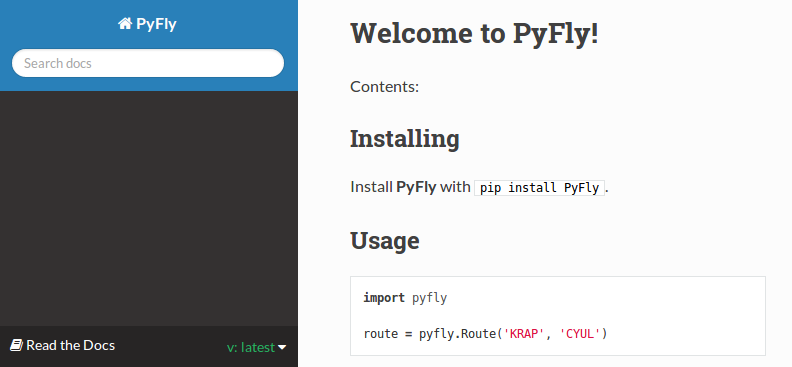 PyFly
Search docs
Read the Docs
v: latest
Welcome to PyFly!
Contents:
Installing
Install PyFly with pip install PyFly.
Usage
import pyfly
route = pyfly.Route('KRAP', 'CYUL')